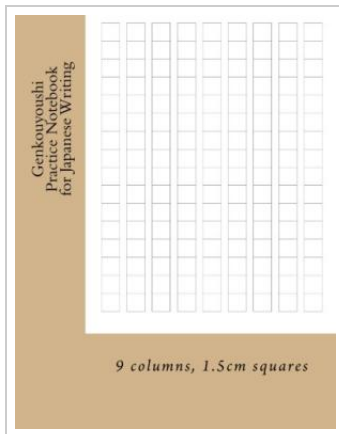 Genkouyoushi
Practice Notebook
for Japanese Writing
9 columns, 1.5cm squares